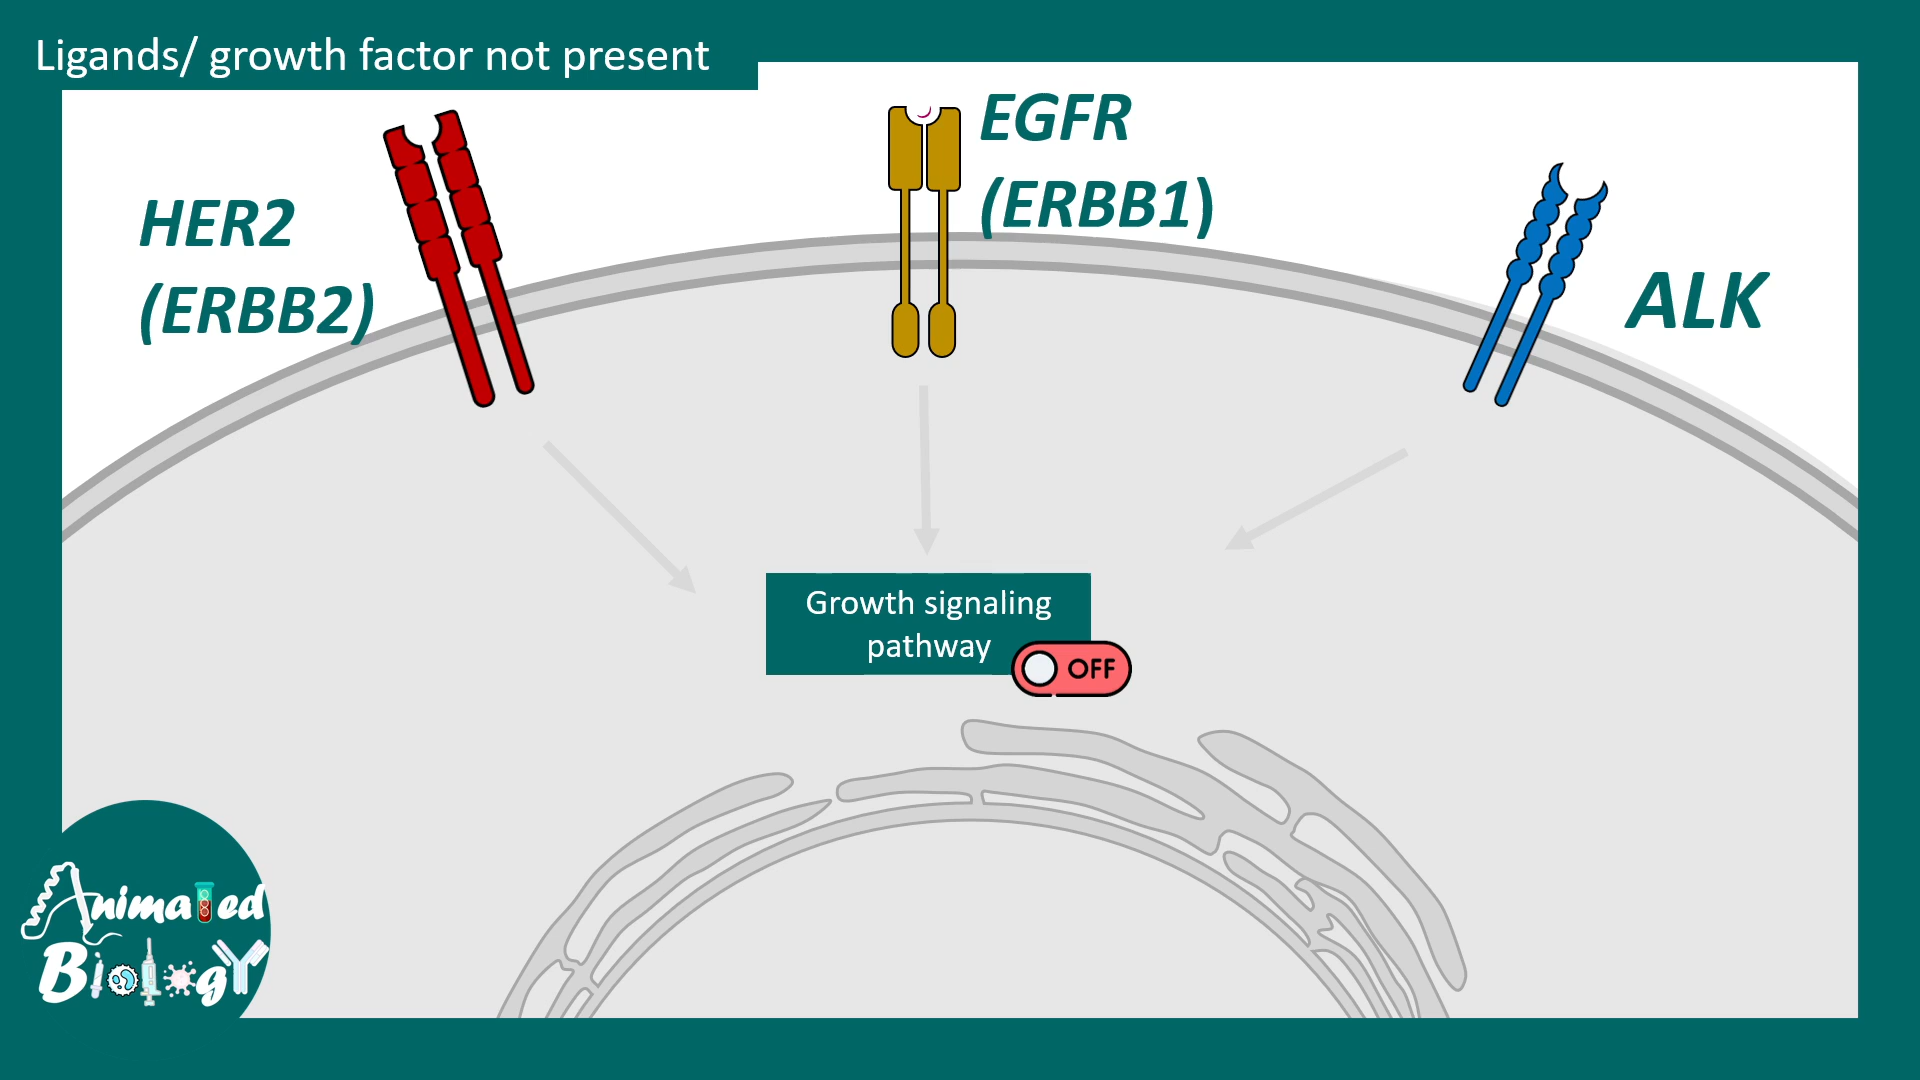 Ligands/ growth factor not present
HER2
(ERBB2)
EGFR
(ERBB1)
ALK
Growth signaling
pathway
OFF
Animated
Biology